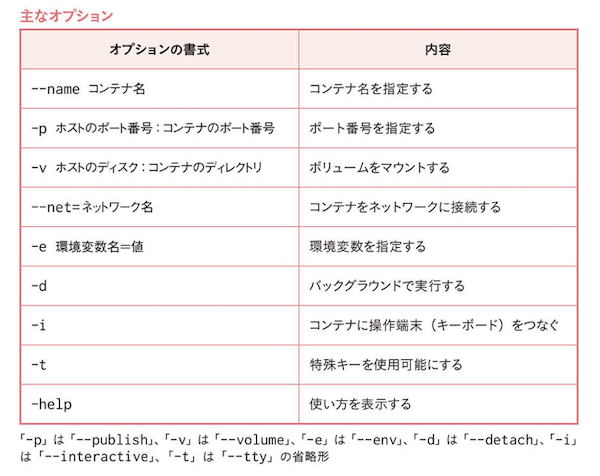 主なオプション
オプションの書式 内容
--name コンテナ名 コンテナ名を指定する
-p ホストのポート番号：コンテナのポート番号 ポート番号を指定する
-v ホストのディスク：コンテナのディレクトリ ボリュームをマウントする
--net=ネットワーク名 コンテナをネットワークに接続する
-e 環境変数名＝値 環境変数を指定する
-d バックグラウンドで実行する
-i コンテナに操作端末（キーボード）をつなぐ
-t 特殊キーを使用可能にする
-help 使い方を表示する
「-p」は「--publish」、「-v」は「--volume」、「-e」は「--env」、「-d」は「--detach」、「-i」
は「--interactive」、「-t」は「--tty」の省略形